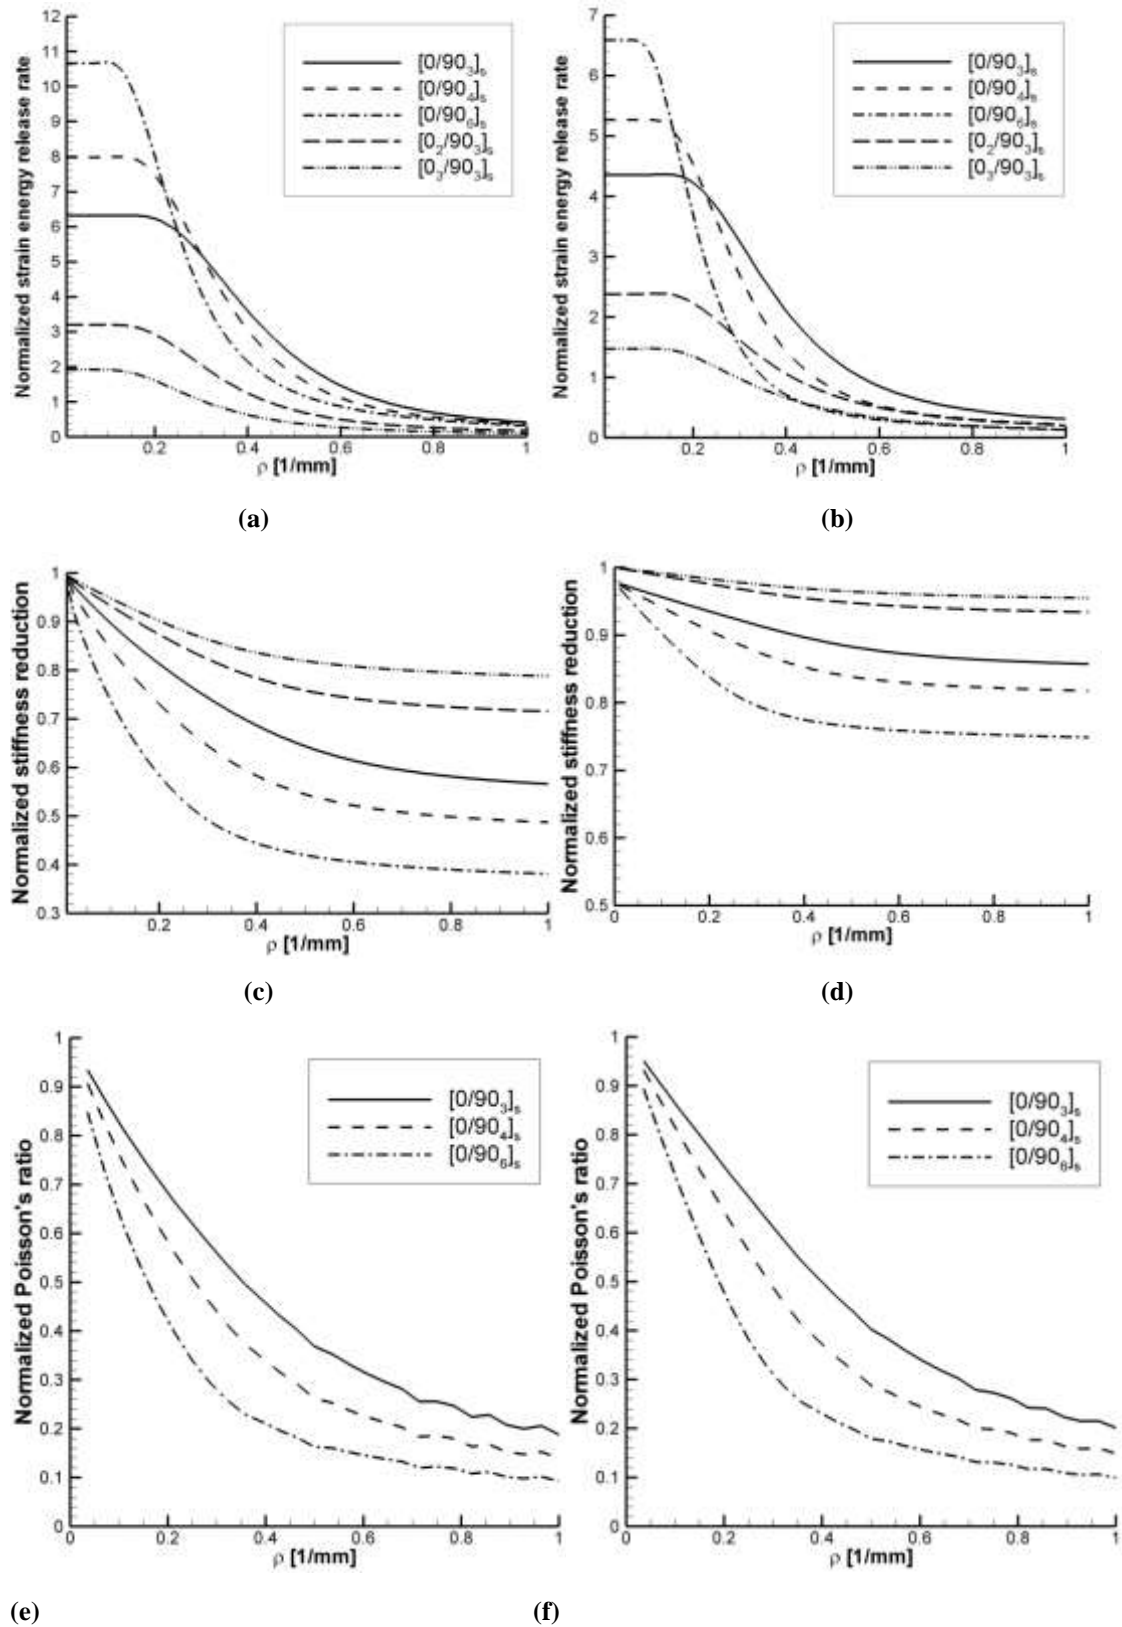 12
11
10
9
8
7
6
5
4
3
2
1
0
Normalized strain energy release rate
[0/90₃]ₛ
[0/90₄]ₛ
[0/90₆]ₛ
[0₂/90₃]ₛ
[0₃/90₃]ₛ
0.2 0.4 0.6 0.8 1
ρ [1/mm]
(a)
7
6
5
4
3
2
1
0
Normalized strain energy release rate
[0/90₃]ₛ
[0/90₄]ₛ
[0/90₆]ₛ
[0₂/90₃]ₛ
[0₃/90₃]ₛ
0.2 0.4 0.6 0.8 1
ρ [1/mm]
(b)
1
0.9
0.8
0.7
0.6
0.5
0.4
0.3
Normalized stiffness reduction
0.2 0.4 0.6 0.8 1
ρ [1/mm]
(c)
1
0.9
0.8
0.7
0.6
0.5
Normalized stiffness reduction
0 0.2 0.4 0.6 0.8 1
ρ [1/mm]
(d)
1
0.9
0.8
0.7
0.6
0.5
0.4
0.3
0.2
0.1
0
Normalized Poisson's ratio
[0/90₃]ₛ
[0/90₄]ₛ
[0/90₆]ₛ
0 0.2 0.4 0.6 0.8 1
ρ [1/mm]
(e)
1
0.9
0.8
0.7
0.6
0.5
0.4
0.3
0.2
0.1
0
Normalized Poisson's ratio
[0/90₃]ₛ
[0/90₄]ₛ
[0/90₆]ₛ
0 0.2 0.4 0.6 0.8 1
ρ [1/mm]
(f)